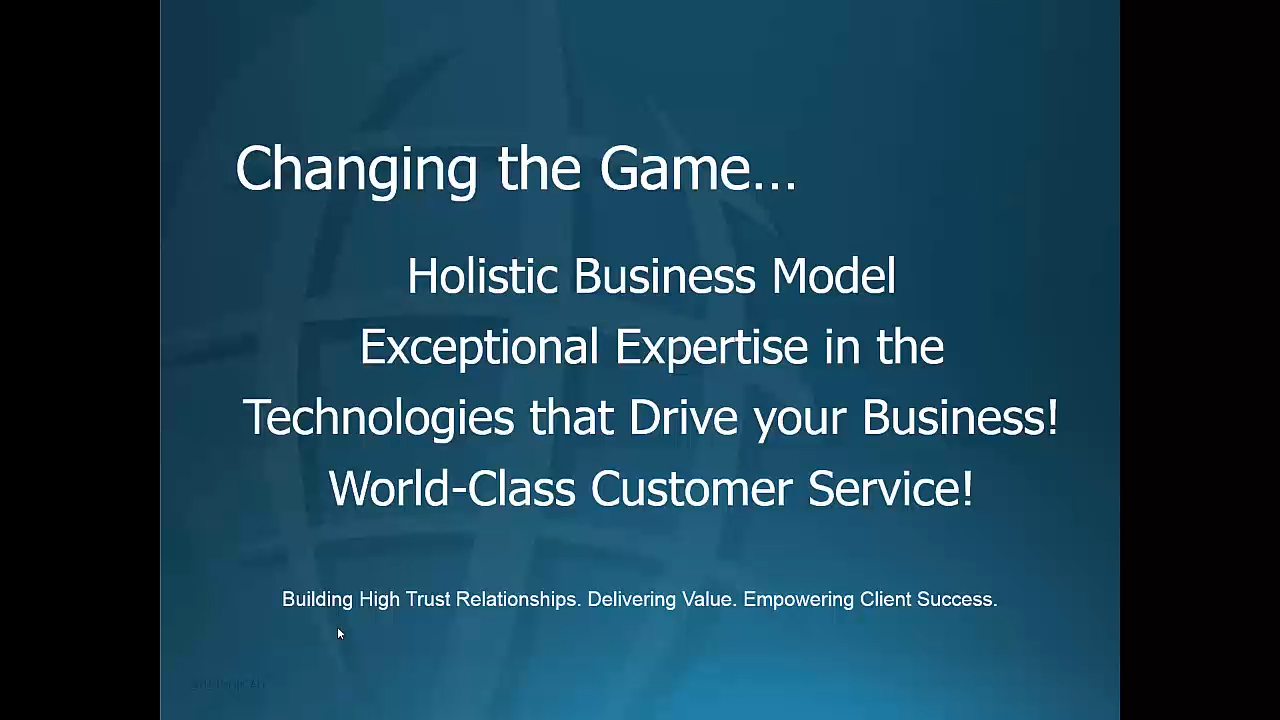 Changing the Game...
Holistic Business Model
Exceptional Expertise in the
Technologies that Drive your Business!
World-Class Customer Service!
Building High Trust Relationships. Delivering Value. Empowering Client Success.